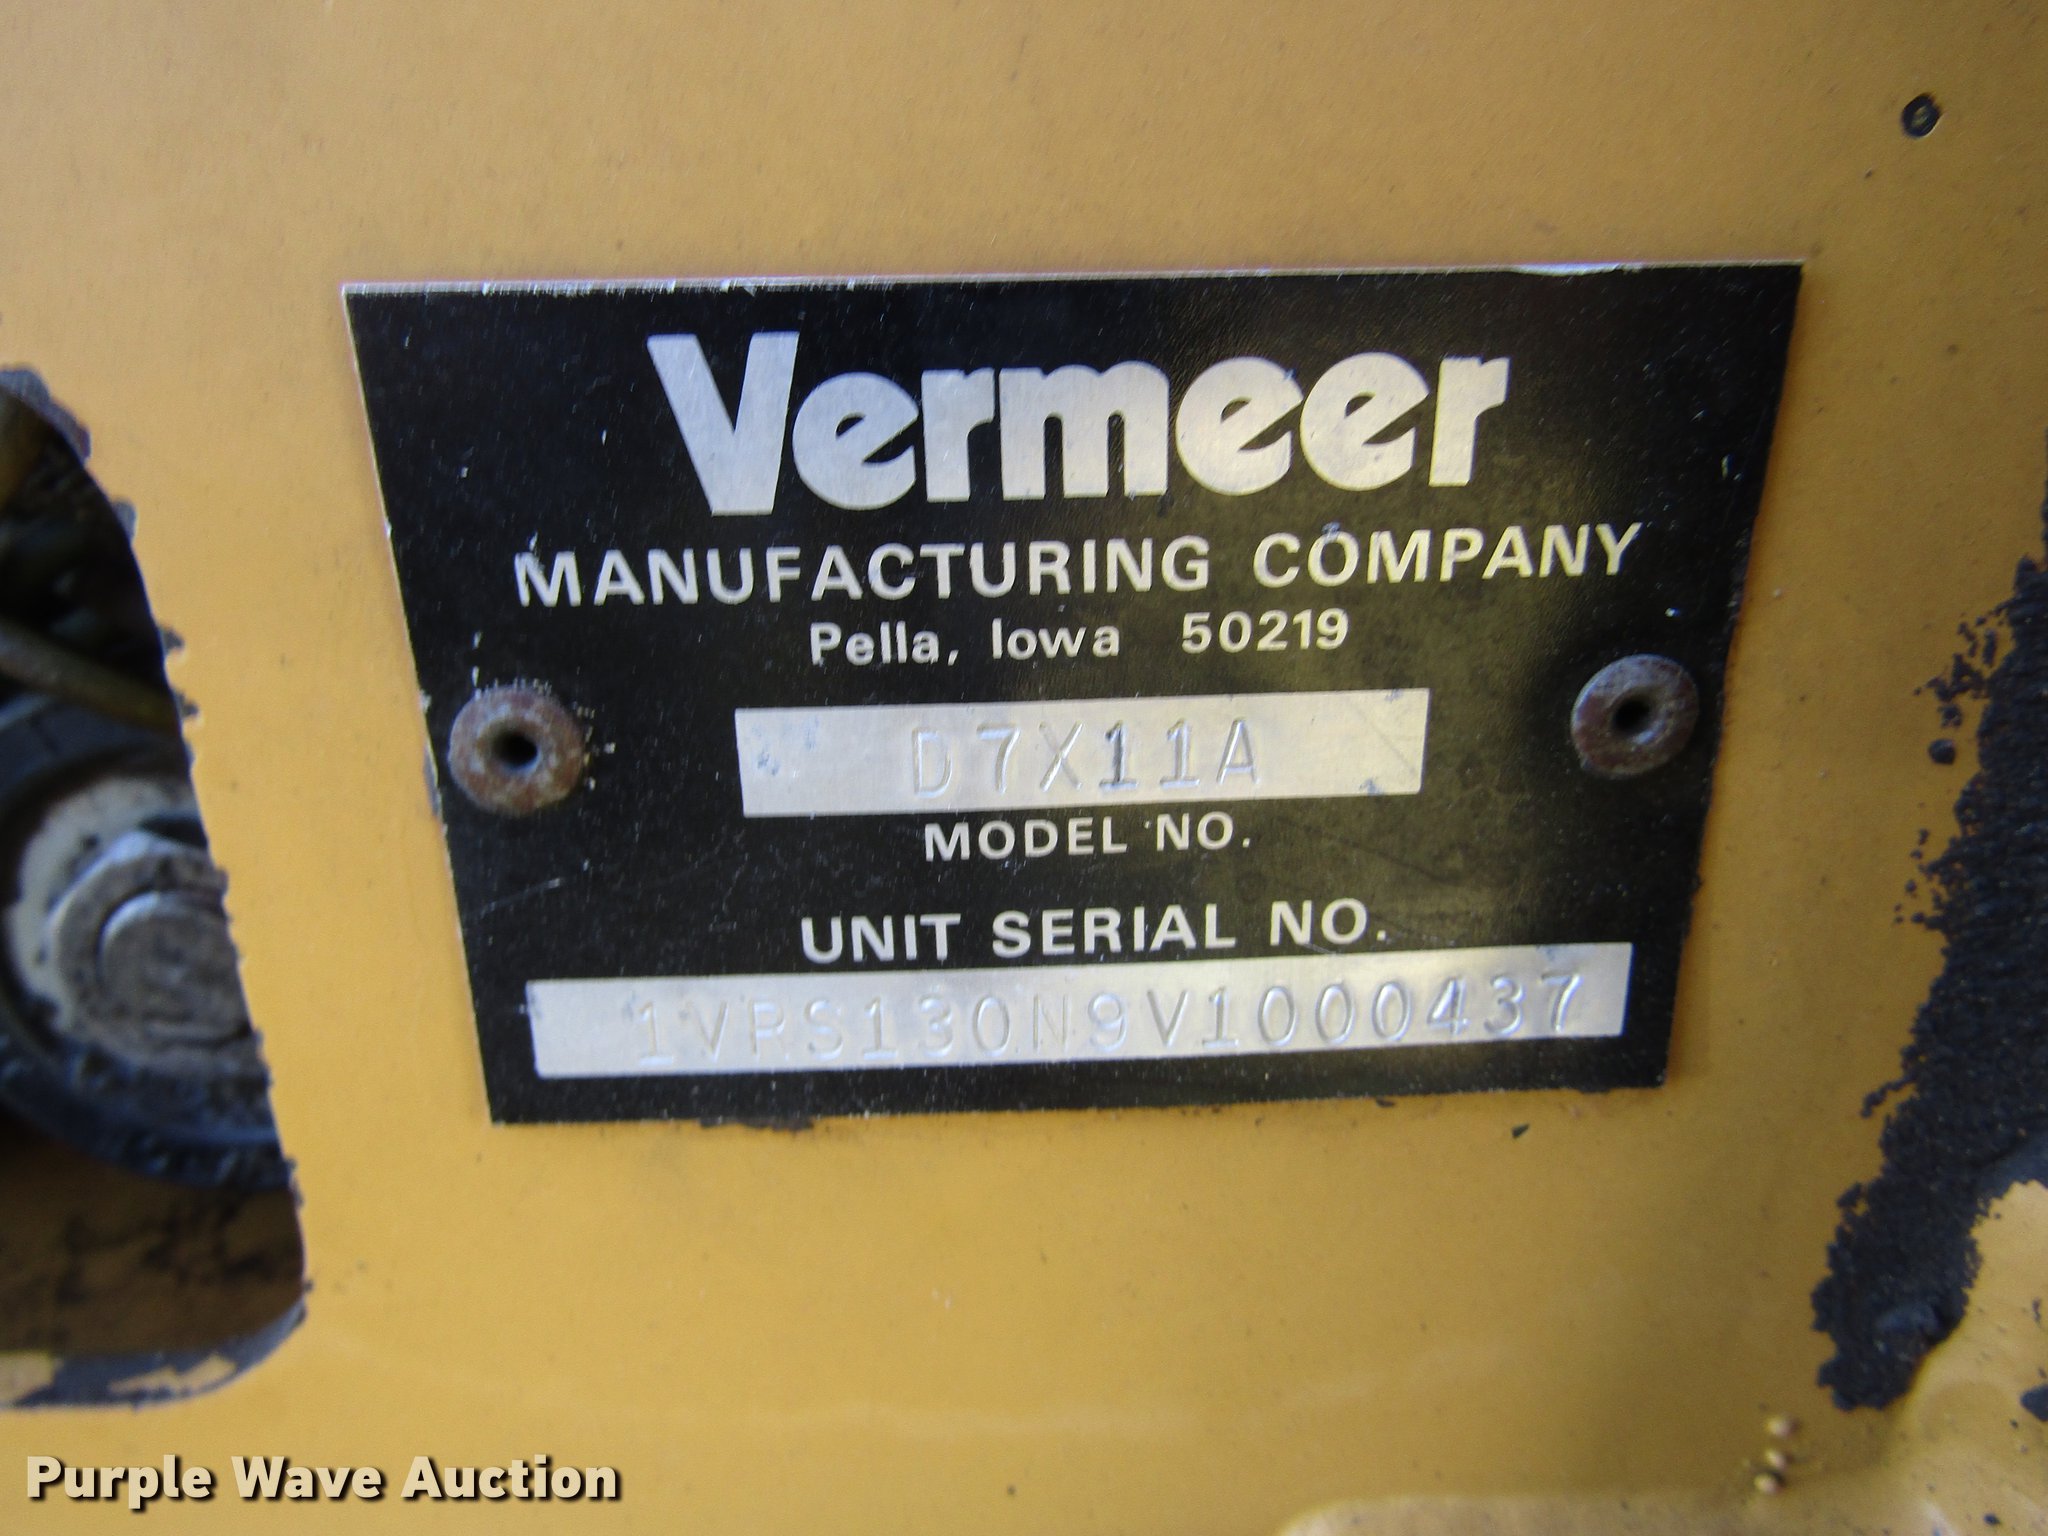 Vermeer
MANUFACTURING COMPANY
Pella, Iowa 50219
D7X11A
MODEL NO.
UNIT SERIAL NO.
1VRS130N9V1000437
Purple Wave Auction